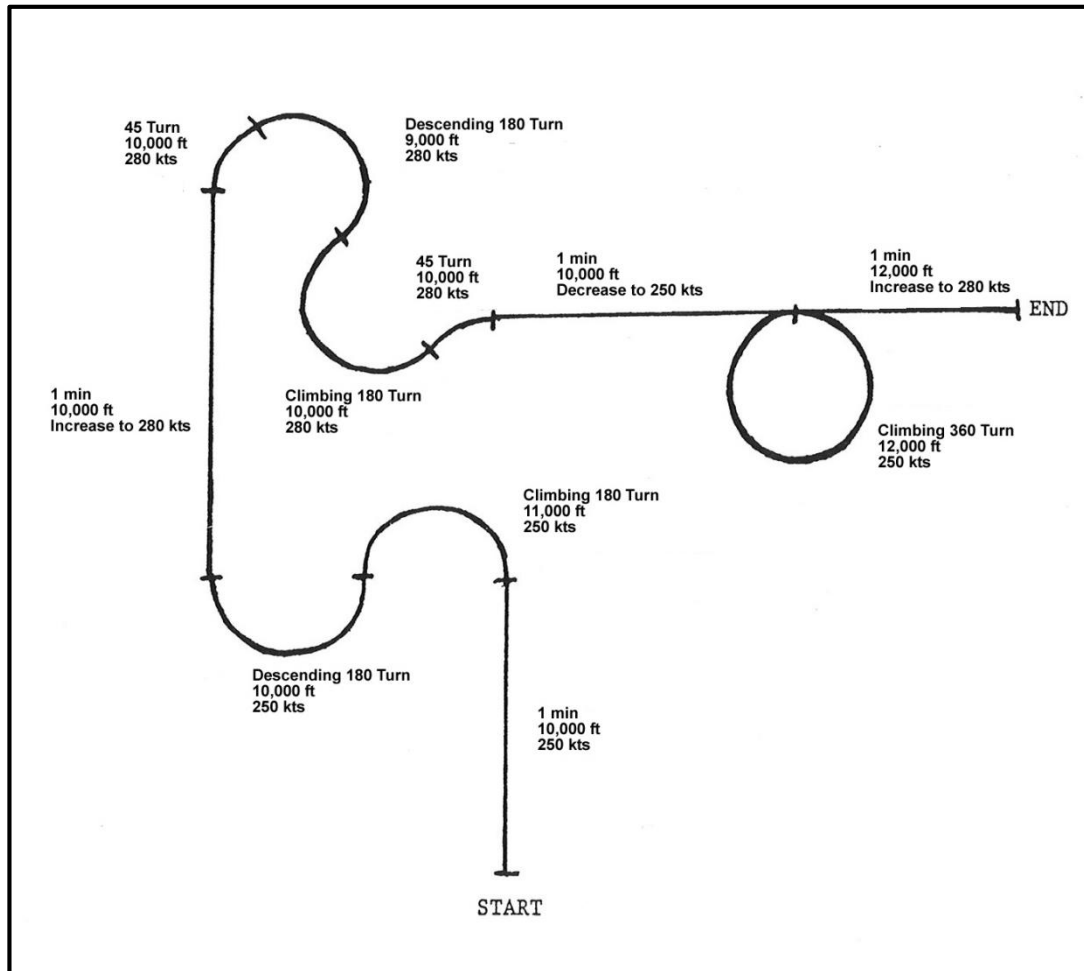 45 Turn
10,000 ft
280 kts
Descending 180 Turn
9,000 ft
280 kts
45 Turn
10,000 ft
280 kts
1 min
10,000 ft
Decrease to 250 kts
1 min
12,000 ft
Increase to 280 kts
END
1 min
10,000 ft
Increase to 280 kts
Climbing 180 Turn
10,000 ft
280 kts
Climbing 360 Turn
12,000 ft
250 kts
Climbing 180 Turn
11,000 ft
250 kts
Descending 180 Turn
10,000 ft
250 kts
1 min
10,000 ft
250 kts
START